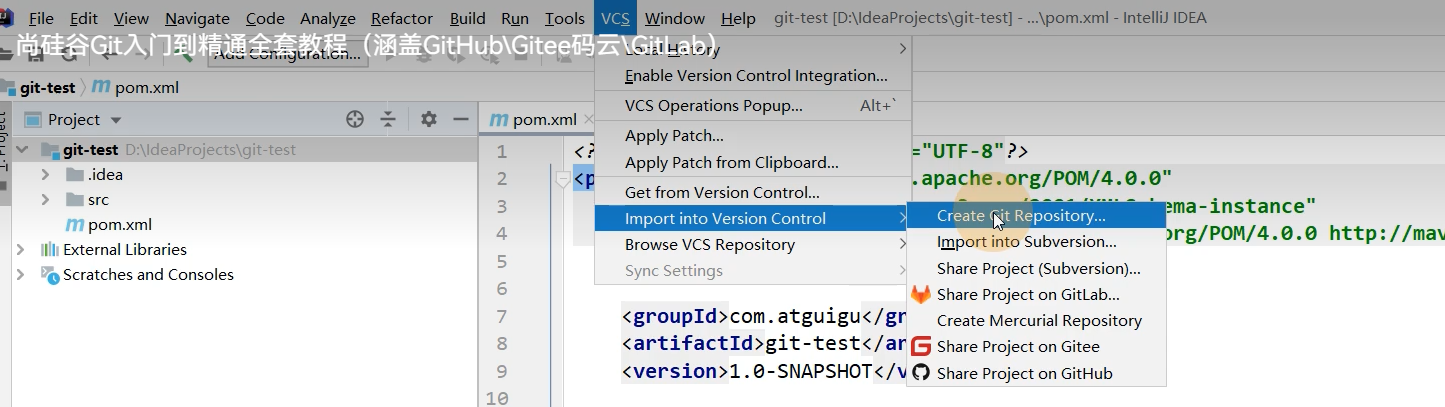 File Edit View Navigate Code Analyze Refactor Build Run Tools VCS Window Help git-test [D:\IdeaProjects\git-test] - ...\pom.xml - IntelliJ IDEA
尚硅谷Git入门到精通全套教程（涵盖GitHub\Gitee码云\GitLab）
Add Configuration...
Local History
Enable Version Control Integration...
VCS Operations Popup... Alt+`
Apply Patch...
Apply Patch from Clipboard...
Get from Version Control...
Import into Version Control
Browse VCS Repository
Sync Settings
Create Git Repository...
Import into Subversion...
Share Project (Subversion)...
Share Project on GitLab...
Create Mercurial Repository
Share Project on Gitee
Share Project on GitHub
git-test pom.xml
1: Project
Project
git-test D:\IdeaProjects\git-test
.idea
src
pom.xml
External Libraries
Scratches and Consoles
pom.xml
1 <? ="UTF-8"?>
2 <p .apache.org/POM/4.0.0"
3 -instance"
4 org/POM/4.0.0 http://mav
5
6
7 <groupId>com.atguigu</gr
8 <artifactId>git-test</ar
9 <version>1.0-SNAPSHOT</v
10